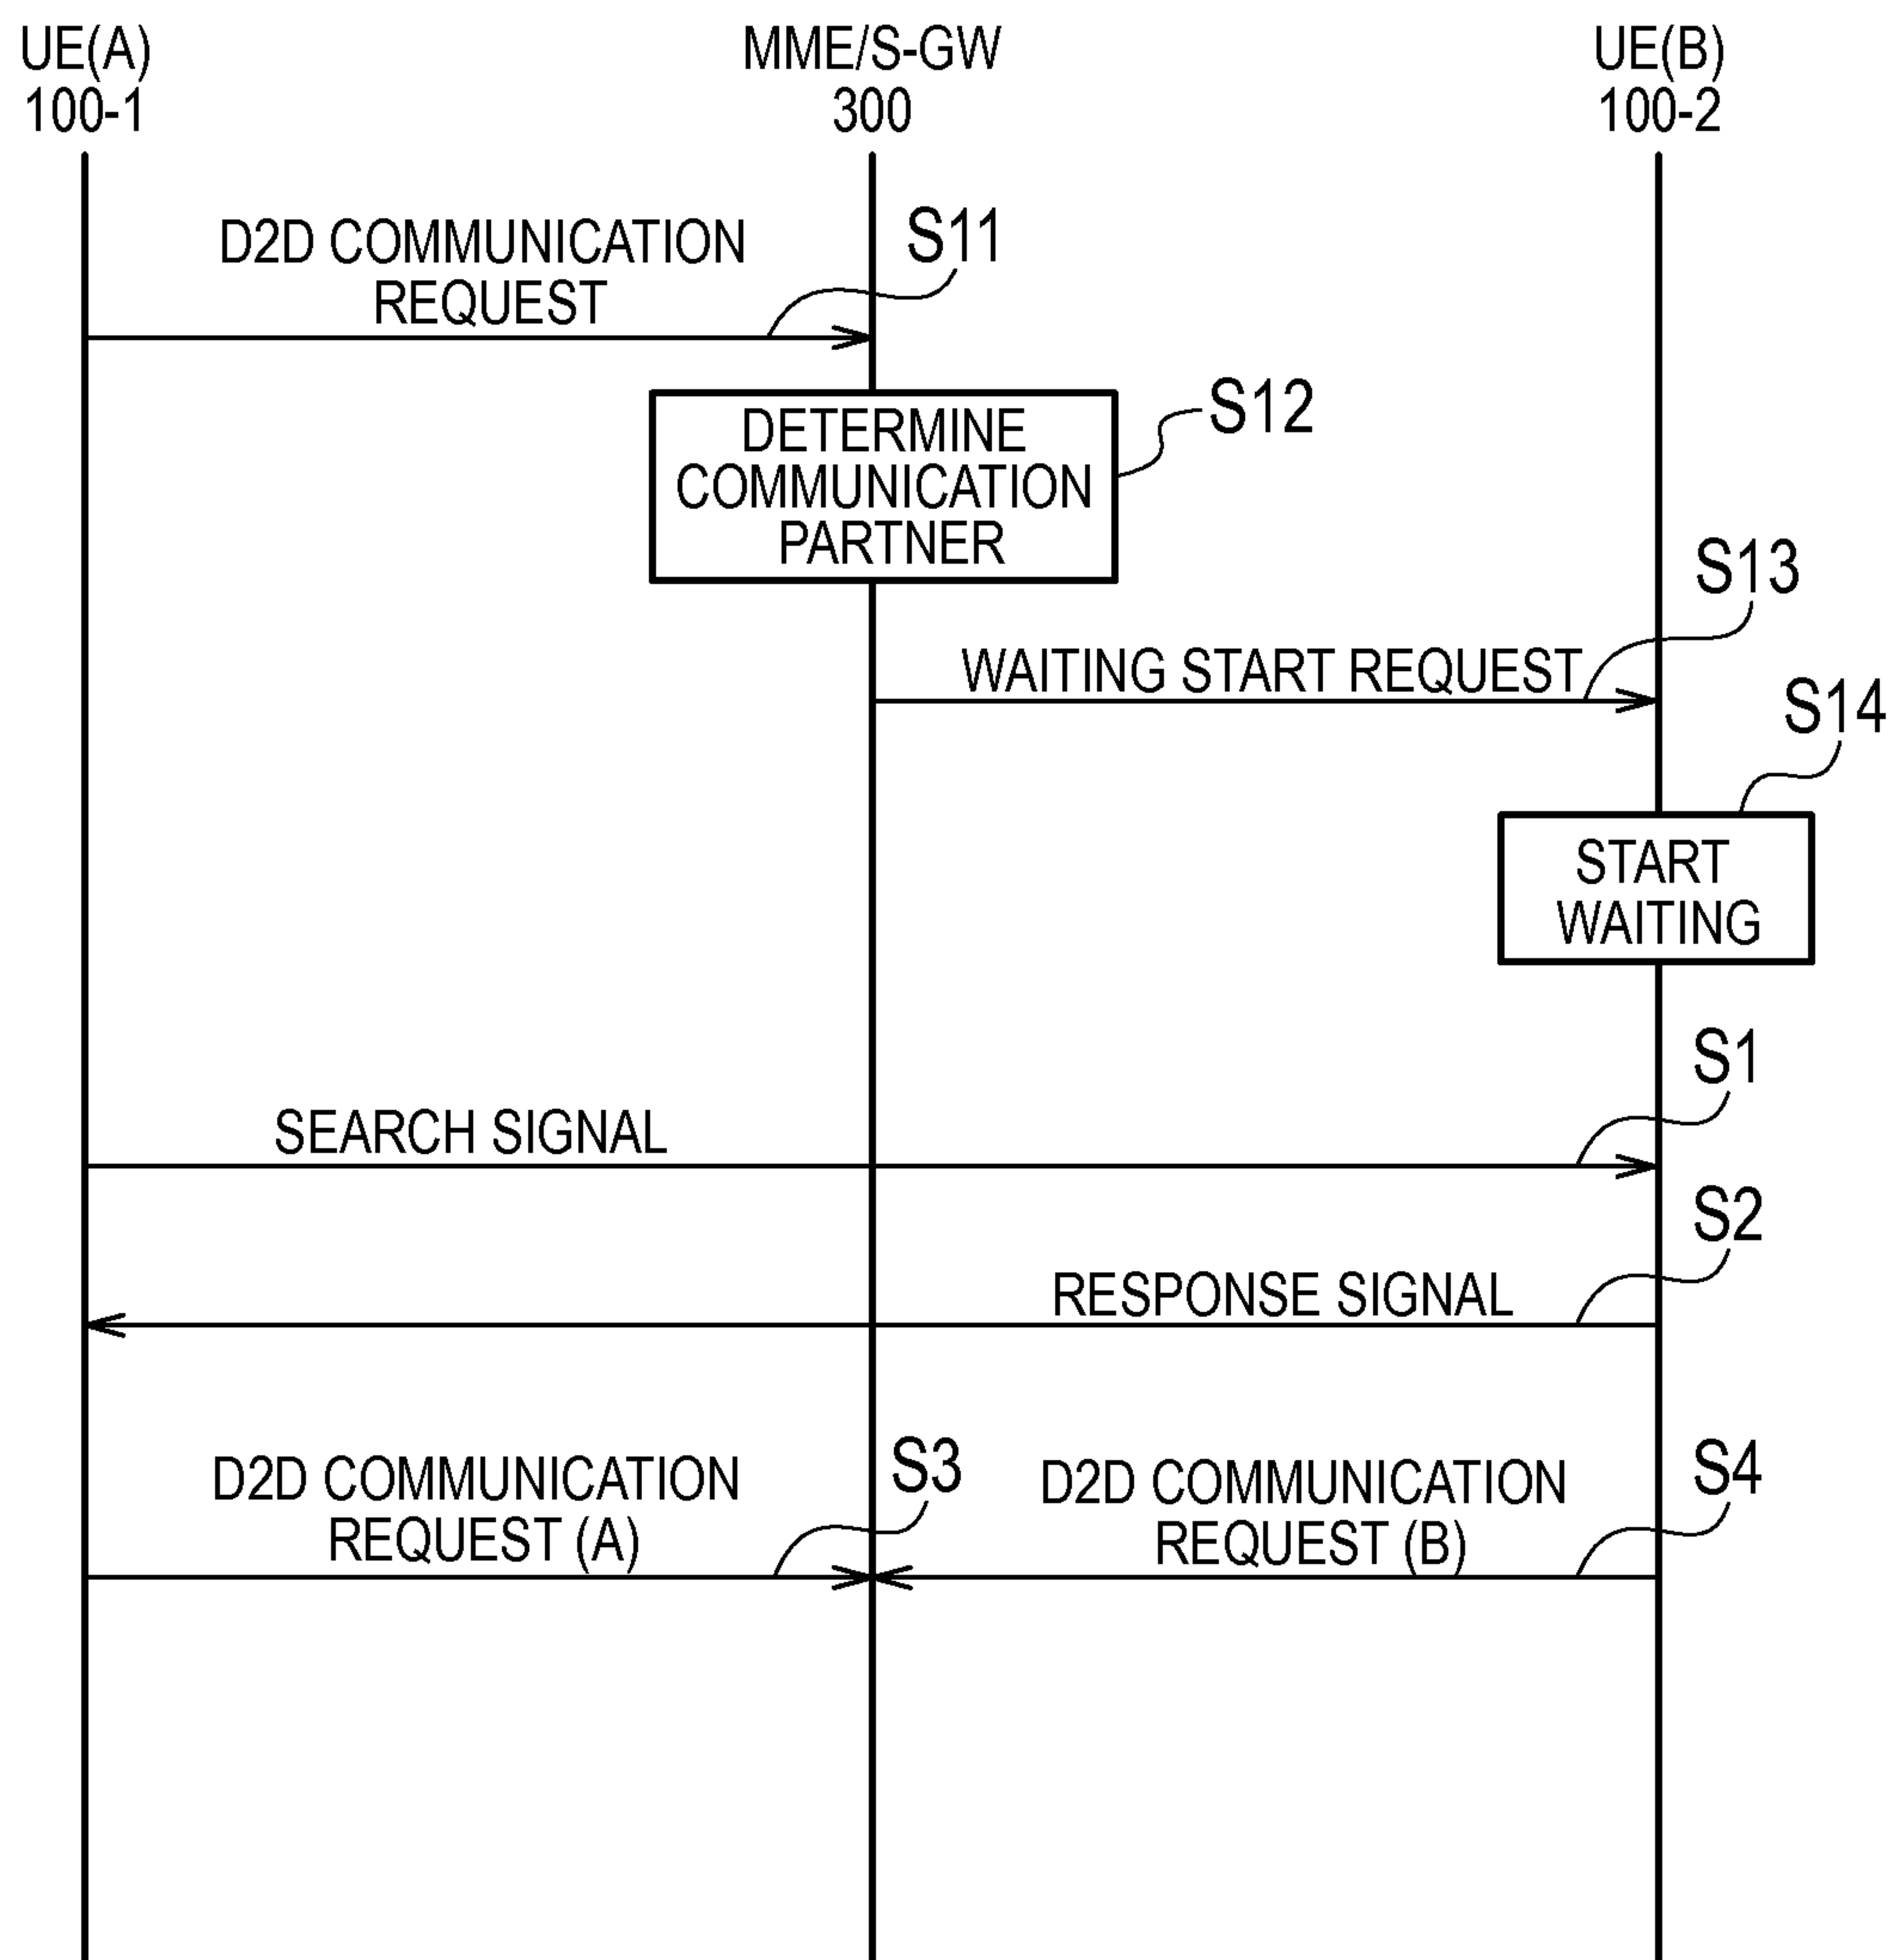 UE(A)
100-1
MME/S-GW
300
UE(B)
100-2
D2D COMMUNICATION
REQUEST
S11
DETERMINE
COMMUNICATION
PARTNER
S12
WAITING START REQUEST
S13
START
WAITING
S14
SEARCH SIGNAL
S1
RESPONSE SIGNAL
S2
D2D COMMUNICATION
REQUEST (A)
S3
D2D COMMUNICATION
REQUEST (B)
S4